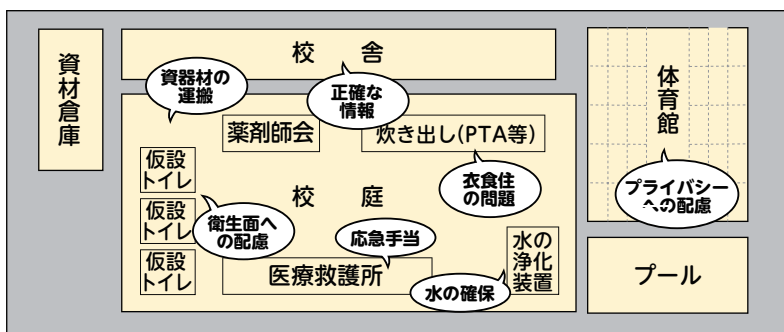 資材倉庫
校舎
資器材の
運搬
正確な
情報
体育館
薬剤師会
炊き出し(PTA等)
仮設
トイレ
衣食住
の問題
プライバシー
への配慮
校庭
仮設
トイレ
衛生面へ
の配慮
応急手当
水の
浄化
装置
仮設
トイレ
医療救護所
水の確保
プール